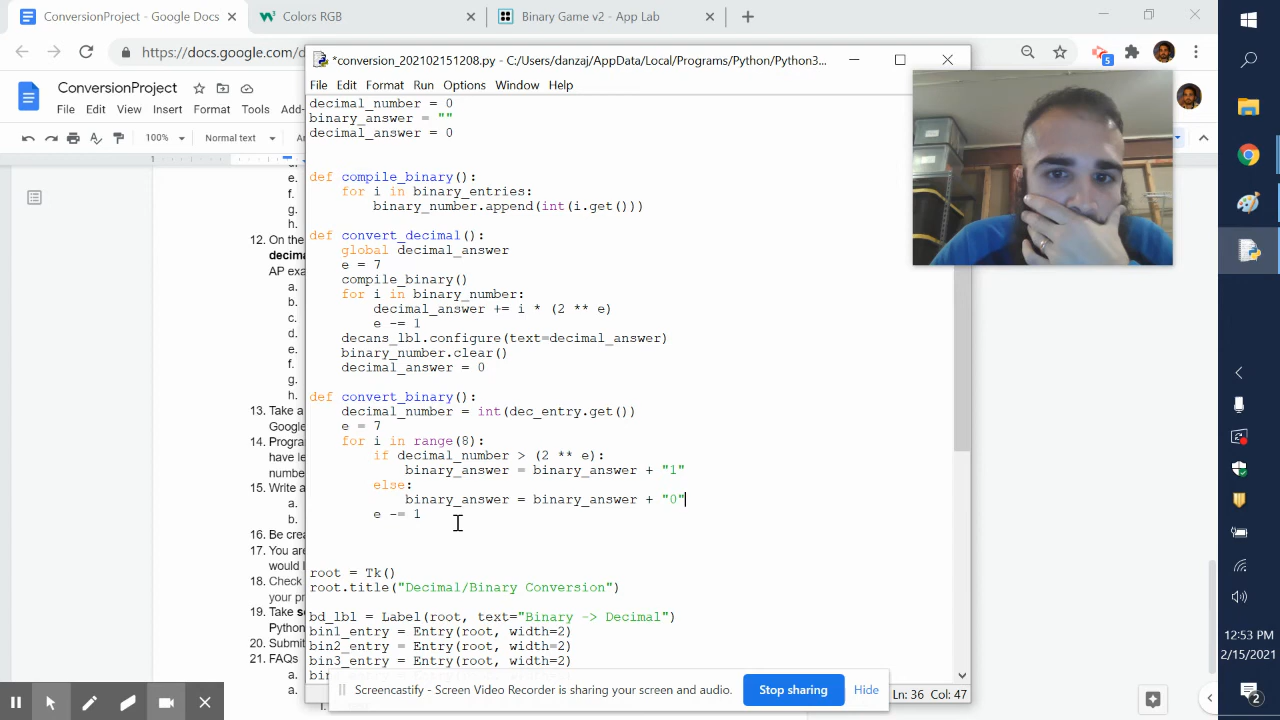 ConversionProject - Google Docs
Colors RGB
Binary Game v2 - App Lab
https://docs.google.com/d
5
*conversion_20210215_
08.py - C:/Users/danzaj/AppData/Local/Programs/Python/Python3...
ConversionProject
File Edit View Insert Format Tools Add-
100% Normal text
1
File Edit Format Run Options Window Help
decimal_number = 0
binary_answer = ""
decimal_answer = 0
def compile_binary():
for i in binary_entries:
binary_number.append(int(i.get()))
def convert_decimal():
global decimal_answer
e = 7
compile_binary()
for i in binary_number:
decimal_answer += i * (2 ** e)
e -= 1
decans_lbl.configure(text=decimal_answer)
binary_number.clear()
decimal_answer = 0
def convert_binary():
decimal_number = int(dec_entry.get())
e = 7
for i in range(8):
if decimal_number > (2 ** e):
binary_answer = binary_answer + "1"
else:
binary_answer = binary_answer + "0"
e -= 1
root = Tk()
root.title("Decimal/Binary Conversion")
bd_lbl = Label(root, text="Binary -> Decimal")
bin1_entry = Entry(root, width=2)
bin2_entry = Entry(root, width=2)
bin3_entry = Entry(root, width=2)
e.
f.
g.
h.
12. On the
decima
AP exa
a.
b.
c.
d.
e.
f.
g.
h.
13. Take a
Google
14. Progra
have le
numbe
15. Write a
a.
b.
16. Be crea
17. You are
would l
18. Check
your pr
19. Take s
Python
20. Submit
21. FAQs
a.
Screencastify - Screen Video Recorder is sharing your screen and audio.
Stop sharing
Hide
Ln: 36 Col: 47
12:53 PM
2/15/2021
2